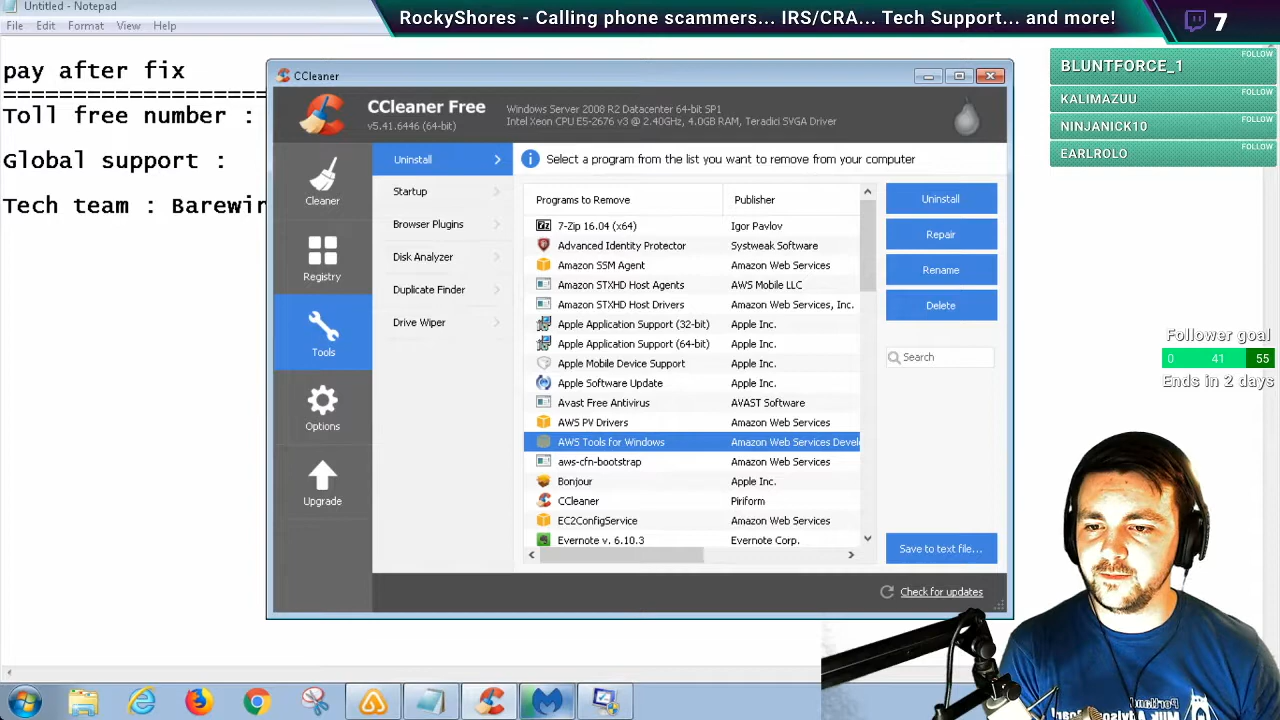 Untitled - Notepad
File Edit Format View Help
RockyShores - Calling phone scammers... IRS/CRA... Tech Support... and more!
7
pay after fix
======================
Toll free number :
Global support :
Tech team : Barewir
CCleaner
CCleaner Free
v5.41.6446 (64-bit)
Windows Server 2008 R2 Datacenter 64-bit SP1
Intel Xeon CPU E5-2676 v3 @ 2.40GHz, 4.0GB RAM, Teradici SVGA Driver
Cleaner
Registry
Tools
Options
Upgrade
Uninstall
Startup
Browser Plugins
Disk Analyzer
Duplicate Finder
Drive Wiper
Select a program from the list you want to remove from your computer
Programs to Remove Publisher
7-Zip 16.04 (x64) Igor Pavlov
Advanced Identity Protector Systweak Software
Amazon SSM Agent Amazon Web Services
Amazon STXHD Host Agents AWS Mobile LLC
Amazon STXHD Host Drivers Amazon Web Services, Inc.
Apple Application Support (32-bit) Apple Inc.
Apple Application Support (64-bit) Apple Inc.
Apple Mobile Device Support Apple Inc.
Apple Software Update Apple Inc.
Avast Free Antivirus AVAST Software
AWS PV Drivers Amazon Web Services
AWS Tools for Windows Amazon Web Services Devel
aws-cfn-bootstrap Amazon Web Services
Bonjour Apple Inc.
CCleaner Piriform
EC2ConfigService Amazon Web Services
Evernote v. 6.10.3 Evernote Corp.
Uninstall
Repair
Rename
Delete
Search
Save to text file...
Check for updates
FOLLOW
BLUNTFORCE_1
FOLLOW
KALIMAZUU
FOLLOW
NINJANICK10
FOLLOW
EARLROLO
Follower goal
0 41 55
Ends in 2 days
Portland